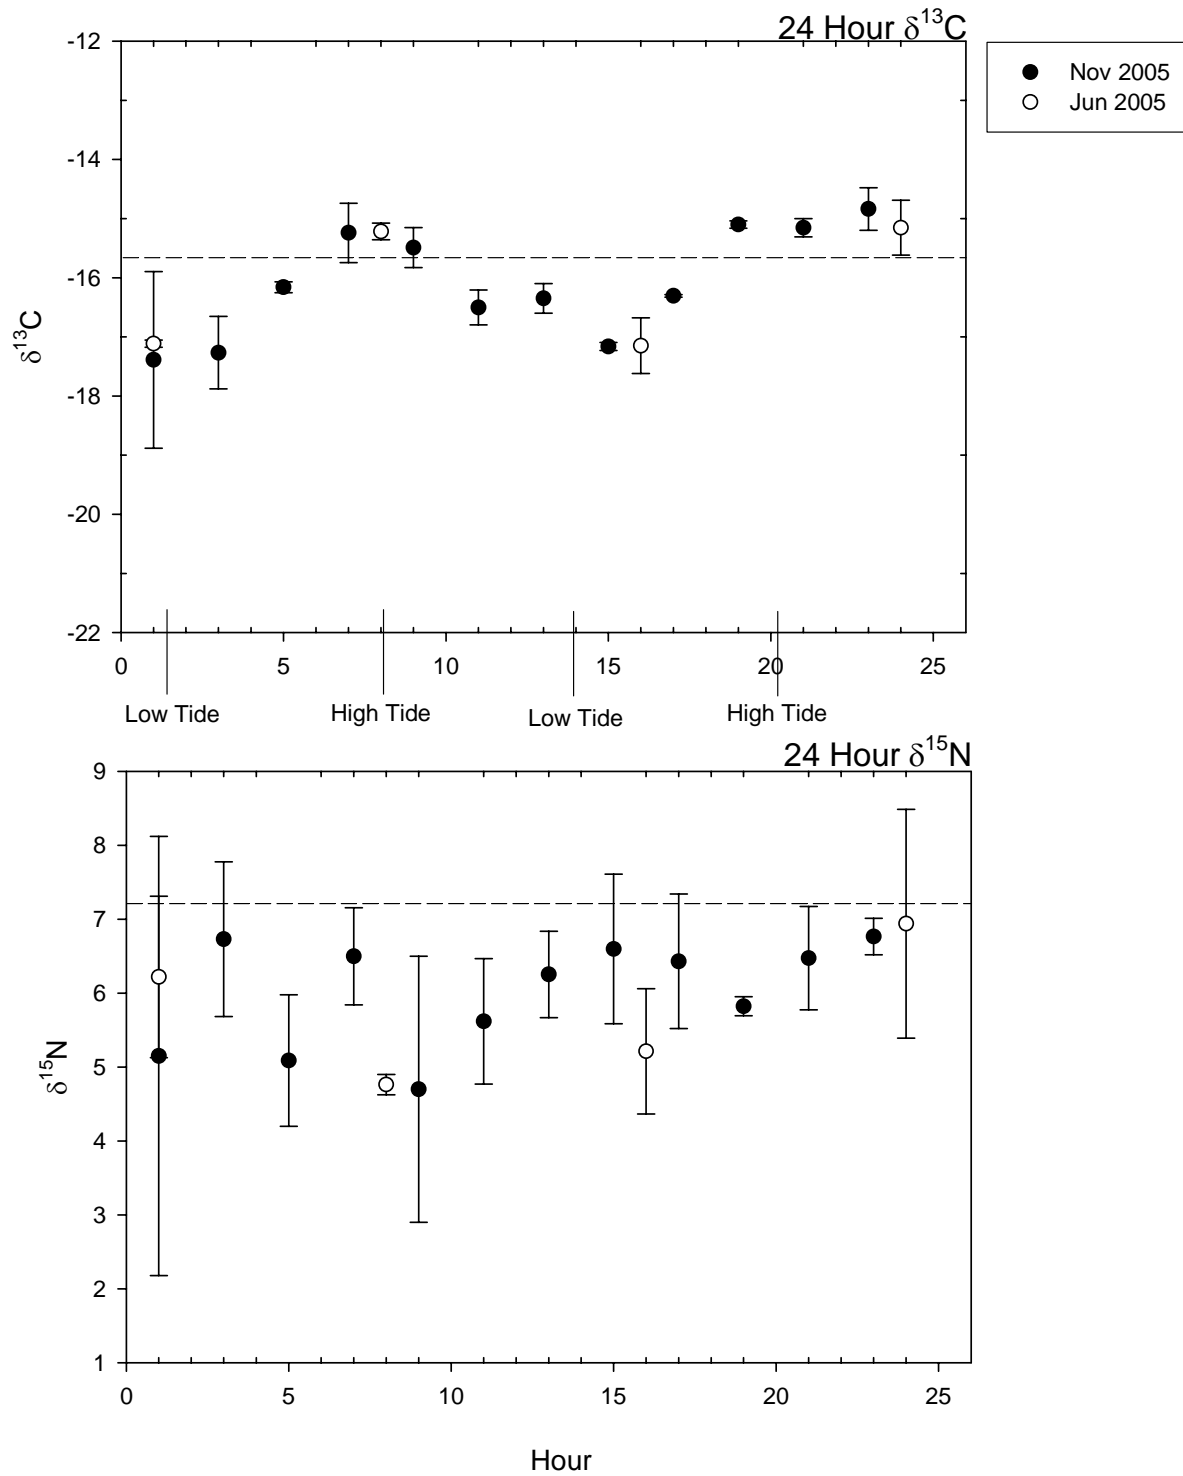 24 Hour δ13C
Nov 2005
Jun 2005
-12
-14
-16
-18
-20
-22
δ13C
0 5 10 15 20 25
Low Tide High Tide Low Tide High Tide
24 Hour δ15N
9
8
7
6
5
4
3
2
1
δ15N
0 5 10 15 20 25
Hour